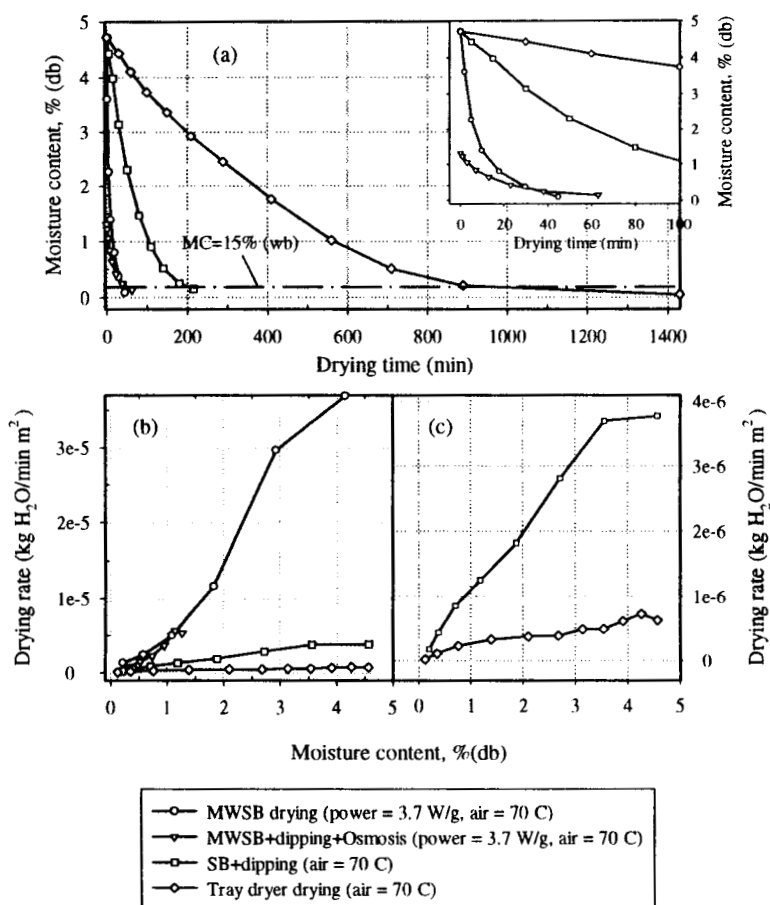 (a)
Moisture content, % (db)
5
4
3
2
1
0
MC=15% (wb)
0 200 400 600 800 1000 1200 1400
Drying time (min)
5
4
3
2
1
0
Moisture content, % (db)
0 20 40 60 80 100
Drying time (min)
(b)
Drying rate (kg H₂O/min m²)
3e-5
2e-5
1e-5
0
0 1 2 3 4 5
(c)
4e-6
3e-6
2e-6
1e-6
0
Drying rate (kg H₂O/min m²)
0 1 2 3 4 5
Moisture content, %(db)
MWSB drying (power = 3.7 W/g, air = 70 C)
MWSB+dipping+Osmosis (power = 3.7 W/g, air = 70 C)
SB+dipping (air = 70 C)
Tray dryer drying (air = 70 C)